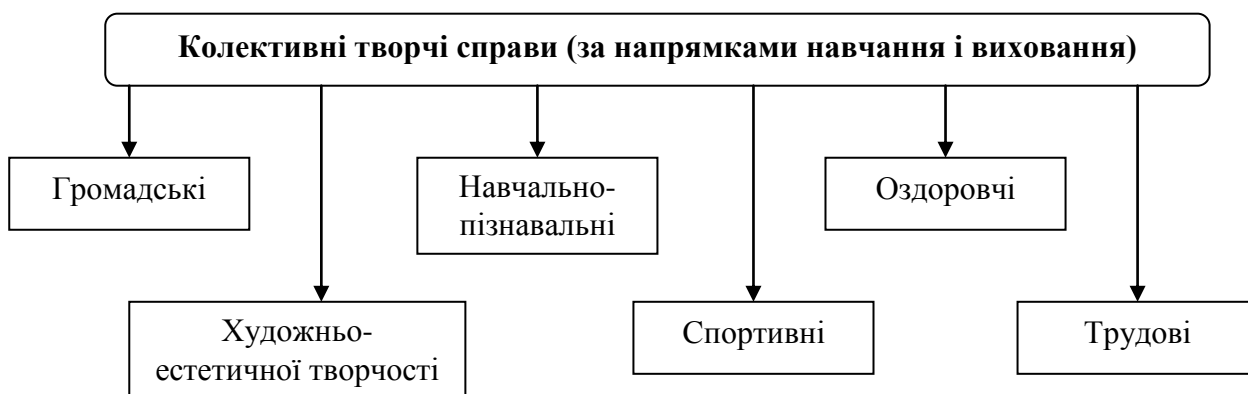 Колективні творчі справи (за напрямками навчання і виховання)
Громадські
Навчально-
пізнавальні
Оздоровчі
Художньо-
естетичної творчості
Спортивні
Трудові